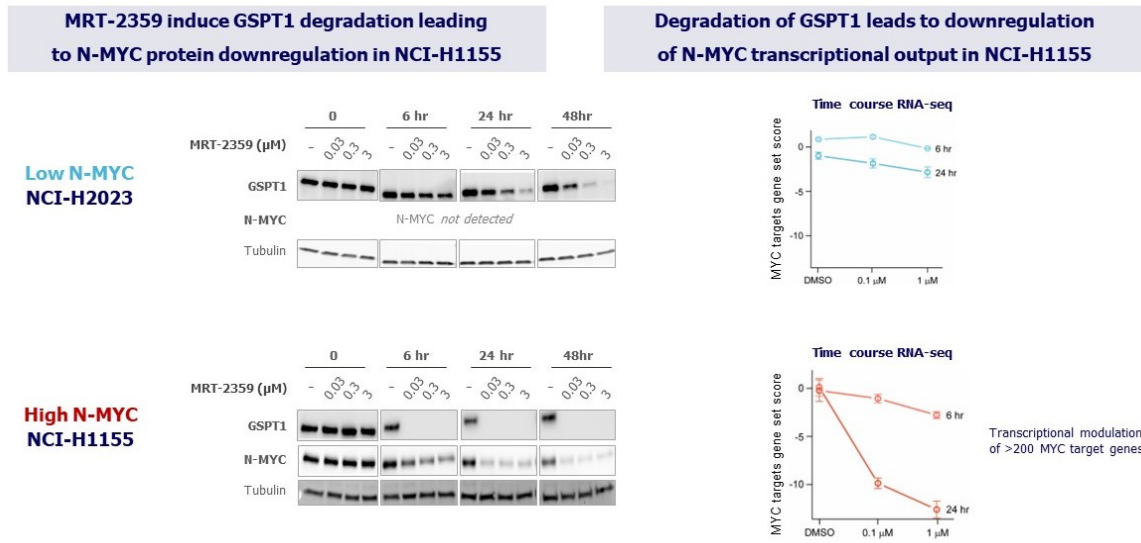 MRT-2359 induce GSPT1 degradation leading
to N-MYC protein downregulation in NCI-H1155
Degradation of GSPT1 leads to downregulation
of N-MYC transcriptional output in NCI-H1155
Low N-MYC
NCI-H2023
0 6 hr 24 hr 48hr
MRT-2359 (µM) - 0.03 0.3 3 - 0.03 0.3 3 - 0.03 0.3 3 - 0.03 0.3 3
GSPT1
N-MYC N-MYC not detected
Tubulin
Time course RNA-seq
MYC targets gene set score
0
-5
-10
6 hr
24 hr
DMSO 0.1 µM 1 µM
High N-MYC
NCI-H1155
0 6 hr 24 hr 48hr
MRT-2359 (µM) - 0.03 0.3 3 - 0.03 0.3 3 - 0.03 0.3 3 - 0.03 0.3 3
GSPT1
N-MYC
Tubulin
Time course RNA-seq
MYC targets gene set score
0
-5
-10
6 hr
24 hr
DMSO 0.1 µM 1 µM
Transcriptional modulation
of >200 MYC target genes